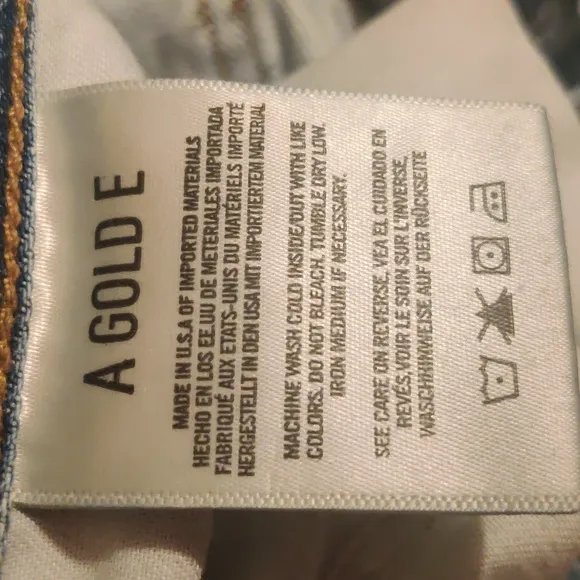 A GOLD E
MADE IN U.S.A OF IMPORTED MATERIALS
HECHO EN LOS EE.UU DE METERIALES IMPORTADA
FABRIQUÉ AUX ETATS-UNIS DU MATÉRIELS IMPORTÉ
HERGESTELLT IN DEN USA MIT IMPORTIERTEM MATERIAL
MACHINE WASH COLD INSIDE/OUT WITH LIKE
COLORS. DO NOT BLEACH. TUMBLE DRY LOW.
IRON MEDIUM IF NECESSARY.
SEE CARE ON REVERSE. VEA EL CUIDADO EN
REVÉS. VOIR LE SOIN SUR L'INVERSE.
WASCHHINWEISE AUF DER RÜCKSEITE